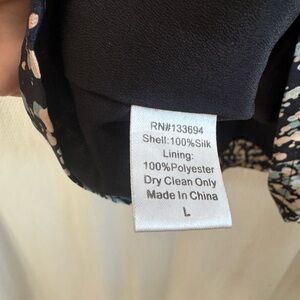 RN#133694
Shell:100%Silk
Lining:
100%Polyester
Dry Clean Only
Made In China
L